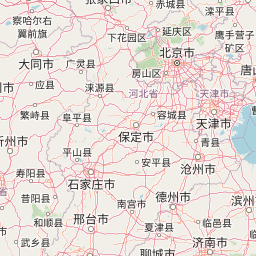 察哈尔右
翼前旗
赤城县
滦平县
下花园区
延庆区
鹰手营子
矿区
北京市
大同市
广灵县
房山区
涞源县
河北省
天津市
唐山
繁峙县
阜平县
容城县
天津市
保定市
忻州市
平山县
安平县
青县
沧州市
寿阳县
石家庄市
昔阳县
德州市
南宫市
滨州
和顺县
邢台市
夏津县
临邑县
武乡县
聊城市
济南市